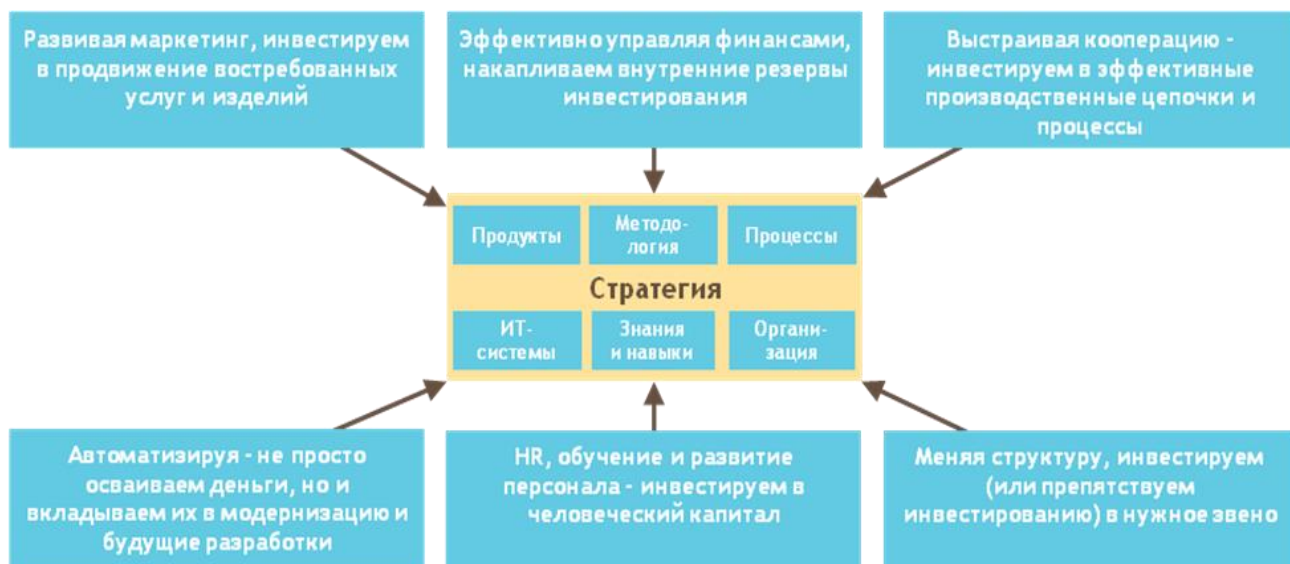 Развивая маркетинг, инвестируем
в продвижение востребованных
услуг и изделий
Эффективно управляя финансами,
накапливаем внутренние резервы
инвестирования
Выстраивая кооперацию -
инвестируем в эффективные
производственные цепочки и
процессы
Продукты
Методо-
логия
Процессы
Стратегия
ИТ-
системы
Знания
и навыки
Органи-
зация
Автоматизируя - не просто
осваиваем деньги, но и
вкладываем их в модернизацию и
будущие разработки
HR, обучение и развитие
персонала - инвестируем в
человеческий капитал
Меняя структуру, инвестируем
(или препятствуем
инвестированию) в нужное звено